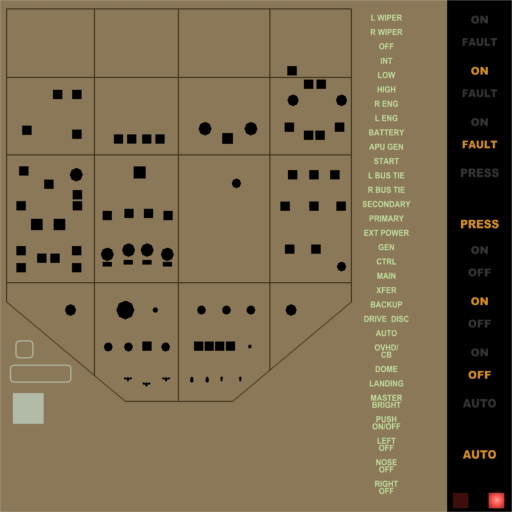 L WIPER
R WIPER
OFF
INT
LOW
HIGH
R ENG
L ENG
BATTERY
APU GEN
START
L BUS TIE
R BUS TIE
SECONDARY
PRIMARY
EXT POWER
GEN
CTRL
MAIN
XFER
BACKUP
DRIVE DISC
AUTO
OVHD/
CB
DOME
LANDING
MASTER
BRIGHT
PUSH
ON/OFF
LEFT
OFF
NOSE
OFF
RIGHT
OFF
ON
FAULT
ON
FAULT
ON
FAULT
PRESS
PRESS
ON
OFF
ON
OFF
ON
OFF
AUTO
AUTO